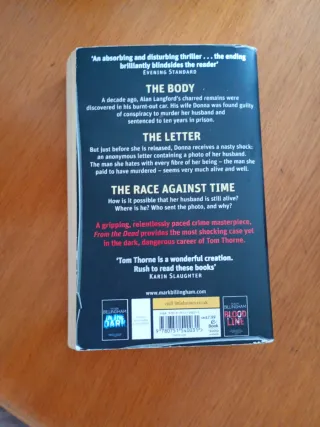 'An absorbing and disturbing thriller ... the ending
brilliantly blindsides the reader'
EVENING STANDARD
THE BODY
A decade ago, Alan Langford's charred remains were
discovered in his burnt-out car. His wife Donna was found guilty
of conspiracy to murder her husband and
sentenced to ten years in prison.
THE LETTER
But just before she is released, Donna receives a nasty shock:
an anonymous letter containing a photo of her husband.
The man she hates with every fibre of her being – the man she
paid to have murdered – seems very much alive and well.
THE RACE AGAINST TIME
How is it possible that her husband is still alive?
Where is he? Who sent the photo, and why?
A gripping, relentlessly paced crime masterpiece,
From the Dead provides the most shocking case yet
in the dark, dangerous career of Tom Thorne.
'Tom Thorne is a wonderful creation.
Rush to read these books'
KARIN SLAUGHTER
www.markbillingham.com
BILLINGHAM
DARK
BILLINGHAM
BLOOD
LINE